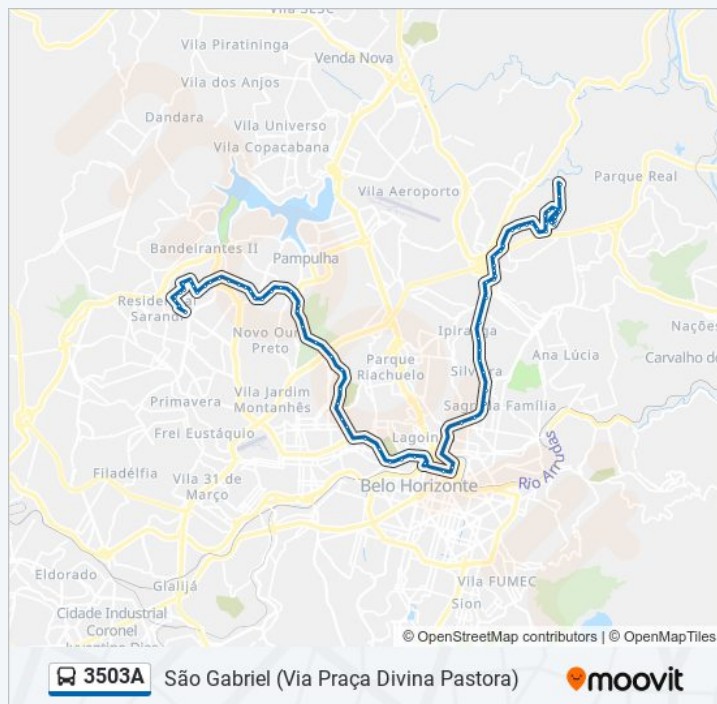 Vila Piratininga
Venda Nova
Vila dos Anjos
Dandara
Vila Universo
Vila Copacabana
Vila Aeroporto
Parque Real
Bandeirantes II
Pampulha
Residencial
Sarandi
Novo Ouro
Preto
Ipiranga
Nações
Parque
Riachuelo
Ana Lúcia
Carvalho de
Silveira
Vila Jardim
Montanhês
Primavera
Sagrada Família
Frei Eustáquio
Lagoinha
Filadélfia
Vila 31 de
Março
Belo Horizonte
Rio Arrudas
Eldorado
Vila FUMEC
Cidade Industrial
Coronel
Juventino Dias
Sion
© OpenStreetMap contributors | © OpenMapTiles
3503A São Gabriel (Via Praça Divina Pastora) moovit